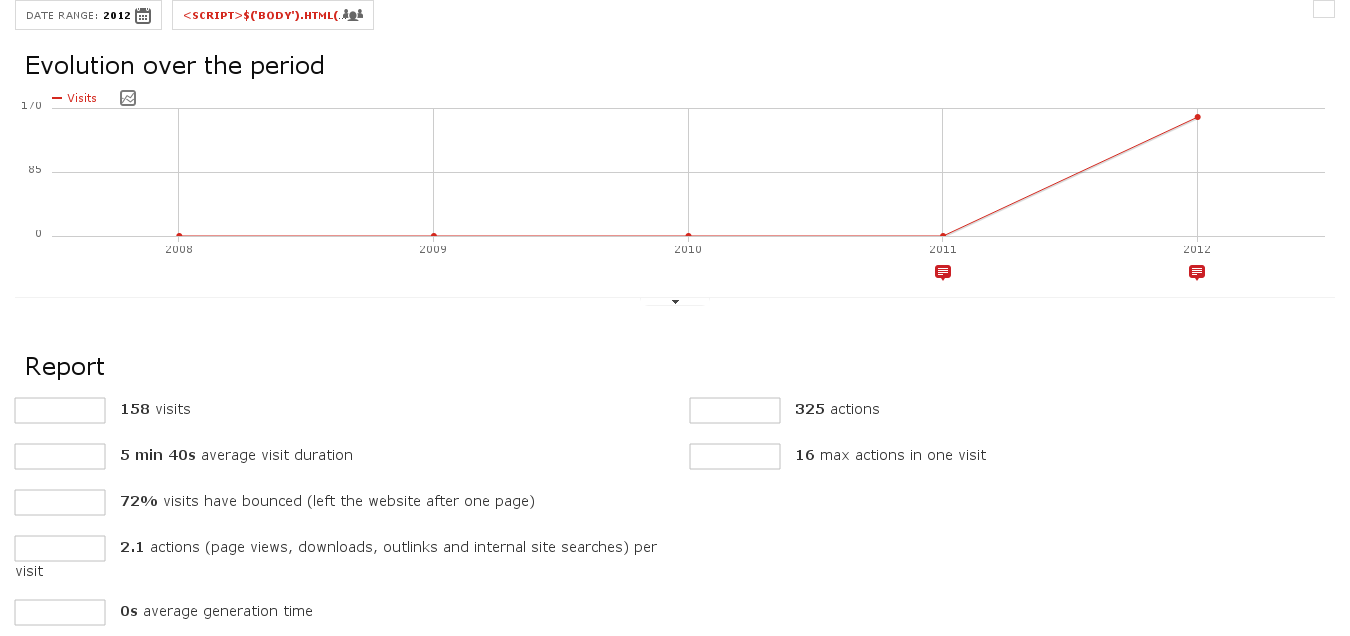 DATE RANGE: 2012
<SCRIPT>$('BODY').HTML(.
Evolution over the period
Visits
170
85
0
2008 2009 2010 2011 2012
Report
158 visits
325 actions
5 min 40s average visit duration
16 max actions in one visit
72% visits have bounced (left the website after one page)
2.1 actions (page views, downloads, outlinks and internal site searches) per
visit
0s average generation time